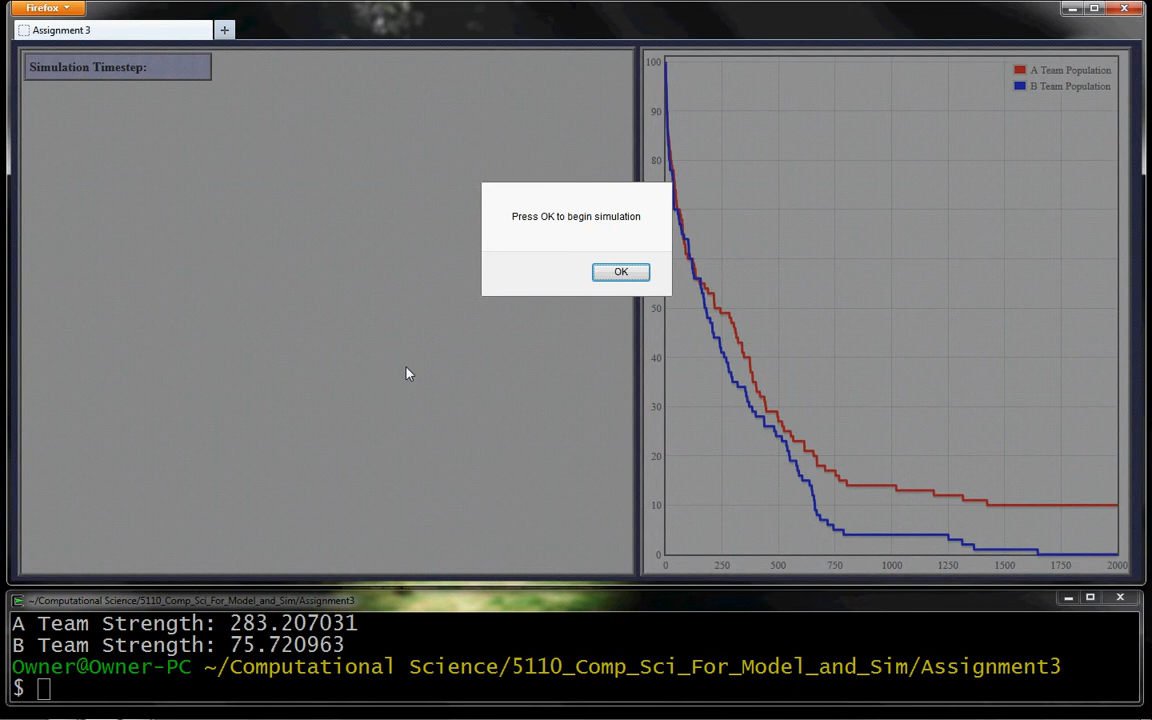 Firefox
Assignment 3
Simulation Timestep:
Press OK to begin simulation
OK
A Team Population
B Team Population
100
90
80
50
40
30
20
10
0
0 250 500 750 1000 1250 1500 1750 2000
~/Computational Science/5110_Comp_Sci_For_Model_and_Sim/Assignment3
A Team Strength: 283.207031
B Team Strength: 75.720963
Owner@Owner-PC ~/Computational Science/5110_Comp_Sci_For_Model_and_Sim/Assignment3
$